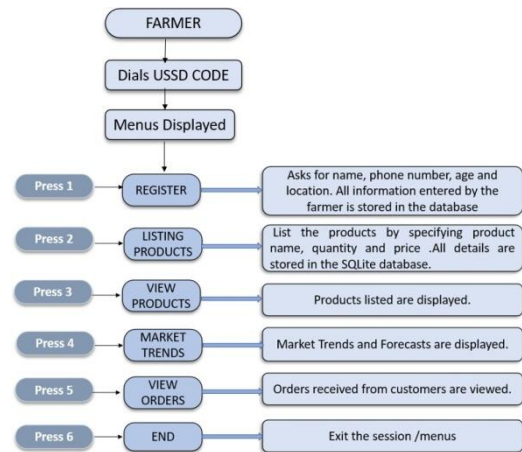 FARMER
Dials USSD CODE
Menus Displayed
Press 1
REGISTER
Asks for name, phone number, age and
location. All information entered by the
farmer is stored in the database
Press 2
LISTING
PRODUCTS
List the products by specifying product
name, quantity and price .All details are
stored in the SQLite database.
Press 3
VIEW
PRODUCTS
Products listed are displayed.
Press 4
MARKET
TRENDS
Market Trends and Forecasts are displayed.
Press 5
VIEW
ORDERS
Orders received from customers are viewed.
Press 6
END
Exit the session /menus